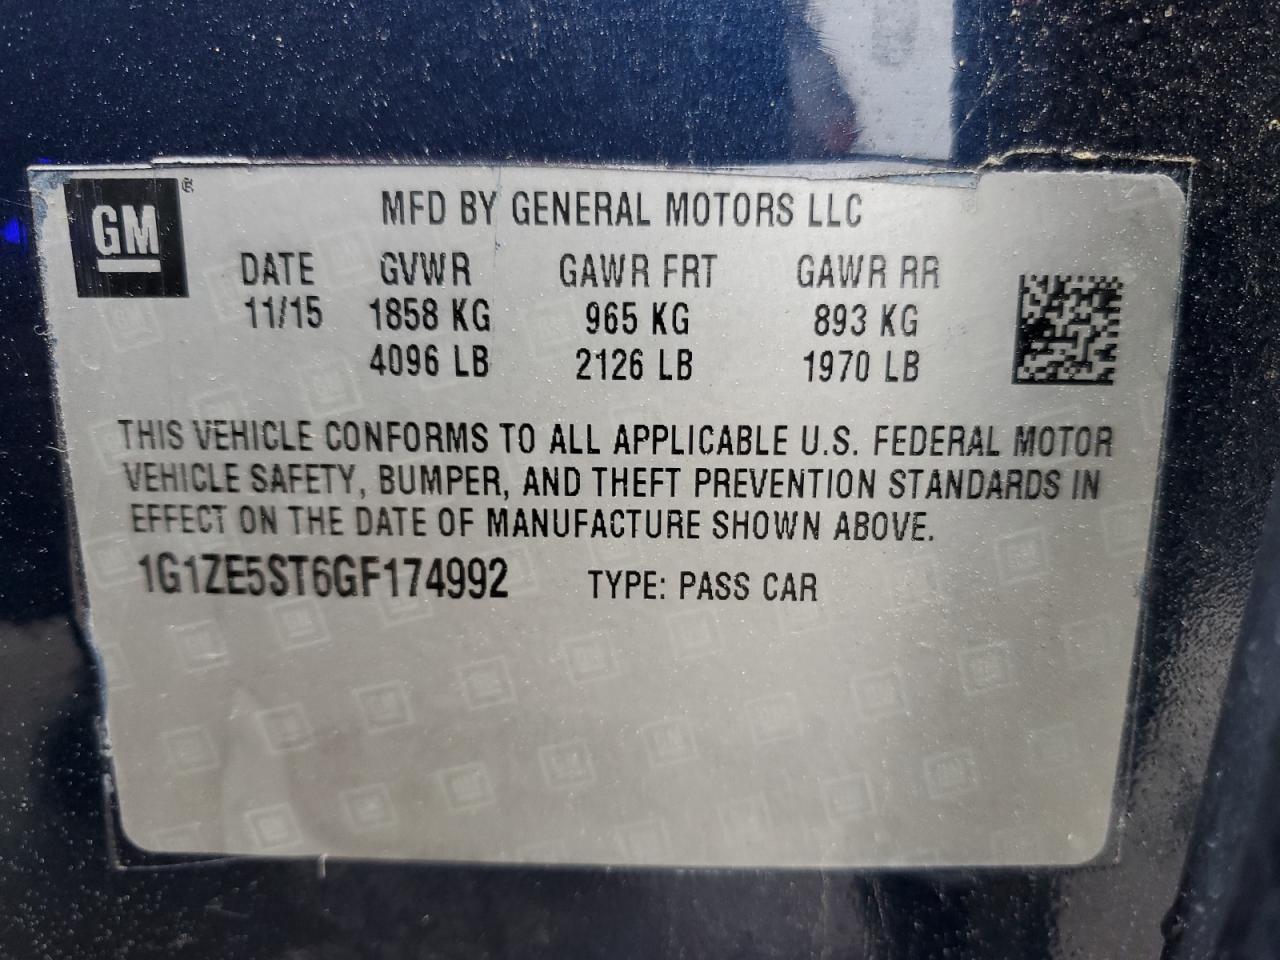 GM ®
MFD BY GENERAL MOTORS LLC
DATE GVWR GAWR FRT GAWR RR
11/15 1858 KG 965 KG 893 KG
4096 LB 2126 LB 1970 LB
THIS VEHICLE CONFORMS TO ALL APPLICABLE U.S. FEDERAL MOTOR
VEHICLE SAFETY, BUMPER, AND THEFT PREVENTION STANDARDS IN
EFFECT ON THE DATE OF MANUFACTURE SHOWN ABOVE.
1G1ZE5ST6GF174992 TYPE: PASS CAR